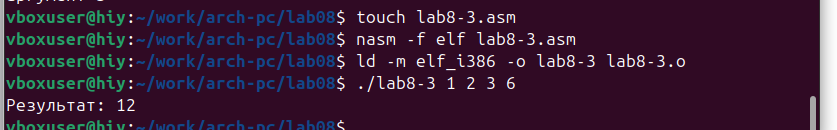 vboxuser@hiy:~/work/arch-pc/lab08$ touch lab8-3.asm
vboxuser@hiy:~/work/arch-pc/lab08$ nasm -f elf lab8-3.asm
vboxuser@hiy:~/work/arch-pc/lab08$ ld -m elf_i386 -o lab8-3 lab8-3.o
vboxuser@hiy:~/work/arch-pc/lab08$ ./lab8-3 1 2 3 6
Результат: 12
vboxuser@hiy:~/work/arch-pc/lab08$